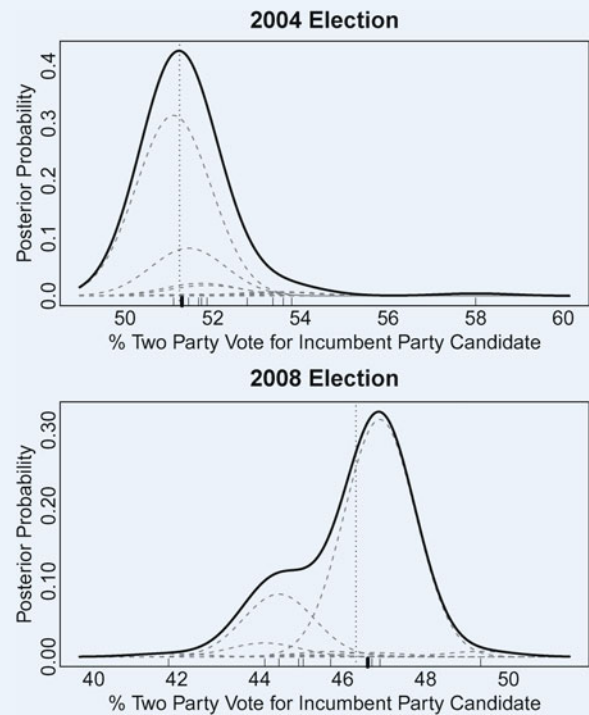 2004 Election
Posterior Probability
0.0 0.1 0.2 0.3 0.4
50 52 54 56 58 60
% Two Party Vote for Incumbent Party Candidate
2008 Election
Posterior Probability
0.00 0.10 0.20 0.30
40 42 44 46 48 50
% Two Party Vote for Incumbent Party Candidate